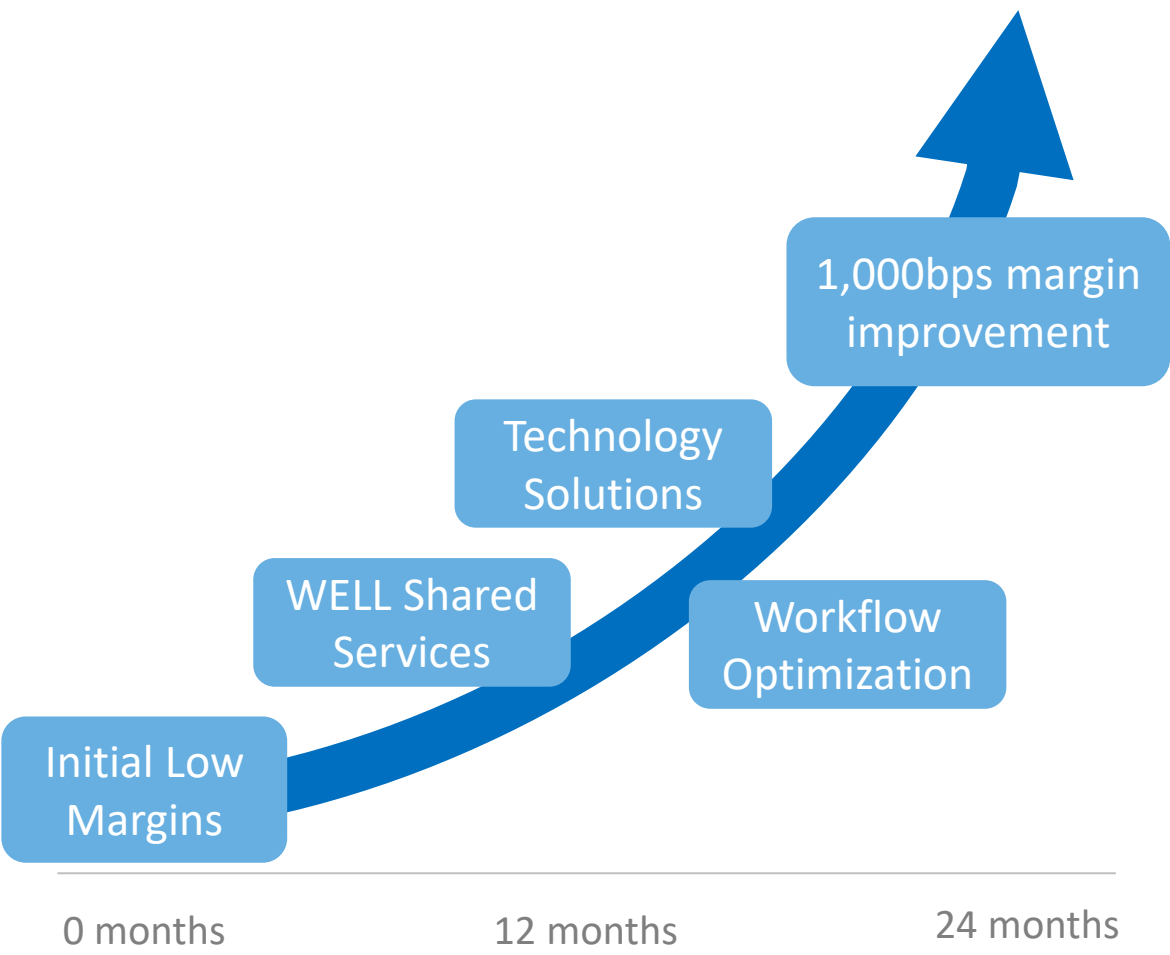 1,000bps margin
improvement
Technology
Solutions
WELL Shared
Services
Workflow
Optimization
Initial Low
Margins
0 months
12 months
24 months